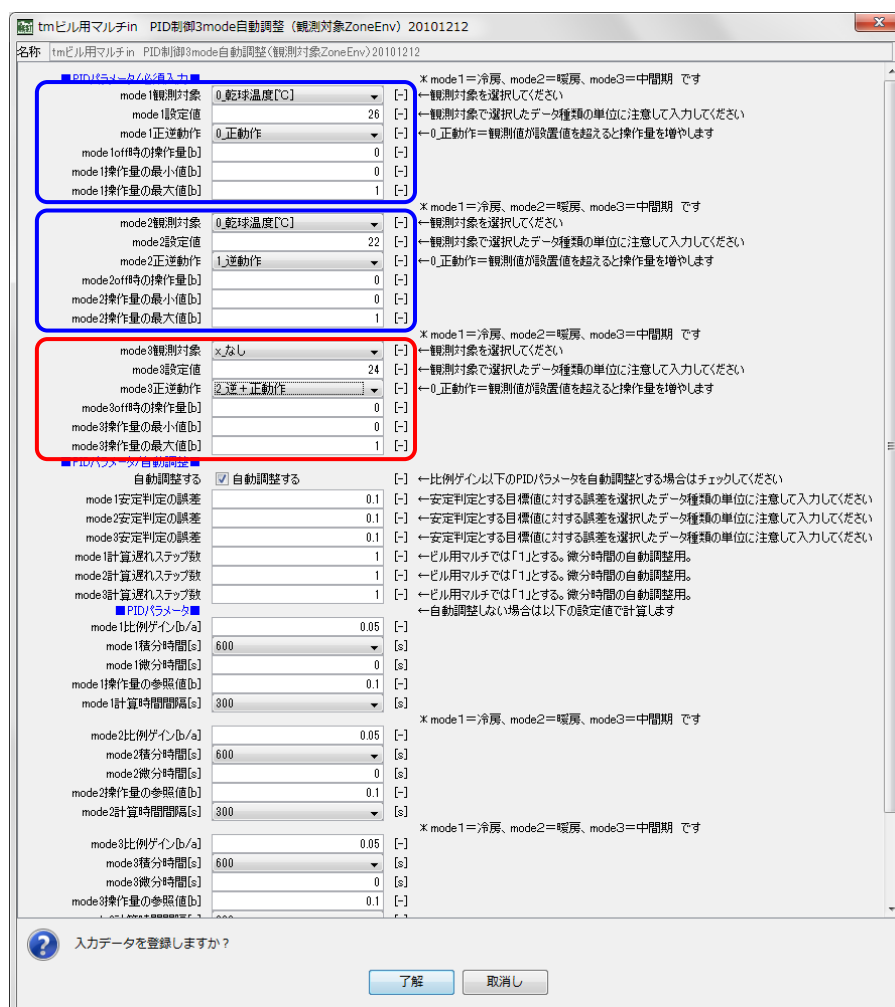 tmビル用マルチin PID制御3mode自動調整（観測対象ZoneEnv）20101212
名称 tmビル用マルチin PID制御3mode自動調整(観測対象ZoneEnv)20101212
■PIDパラメータ/必須入力■ ＊mode1＝冷房、mode2＝暖房、mode3＝中間期 です
mode1観測対象 0_乾球温度[℃] [-] ←観測対象を選択してください
mode1設定値 26 [-] ←観測対象で選択したデータ種類の単位に注意して入力してください
mode1正逆動作 0_正動作 [-] ←0_正動作＝観測値が設置値を超えると操作量を増やします
mode1off時の操作量[b] 0 [-]
mode1操作量の最小値[b] 0 [-]
mode1操作量の最大値[b] 1 [-]
＊mode1＝冷房、mode2＝暖房、mode3＝中間期 です
mode2観測対象 0_乾球温度[℃] [-] ←観測対象を選択してください
mode2設定値 22 [-] ←観測対象で選択したデータ種類の単位に注意して入力してください
mode2正逆動作 1_逆動作 [-] ←0_正動作＝観測値が設置値を超えると操作量を増やします
mode2off時の操作量[b] 0 [-]
mode2操作量の最小値[b] 0 [-]
mode2操作量の最大値[b] 1 [-]
＊mode1＝冷房、mode2＝暖房、mode3＝中間期 です
mode3観測対象 x_なし [-] ←観測対象を選択してください
mode3設定値 24 [-] ←観測対象で選択したデータ種類の単位に注意して入力してください
mode3正逆動作 2_逆＋正動作 [-] ←0_正動作＝観測値が設置値を超えると操作量を増やします
mode3off時の操作量[b] 0 [-]
mode3操作量の最小値[b] 0 [-]
mode3操作量の最大値[b] 1 [-]
■PIDパラメータ/自動調整■
自動調整する 自動調整する [-] ←比例ゲイン以下のPIDパラメータを自動調整とする場合はチェックしてください
mode1安定判定の誤差 0.1 [-] ←安定判定とする目標値に対する誤差を選択したデータ種類の単位に注意して入力してください
mode2安定判定の誤差 0.1 [-] ←安定判定とする目標値に対する誤差を選択したデータ種類の単位に注意して入力してください
mode3安定判定の誤差 0.1 [-] ←安定判定とする目標値に対する誤差を選択したデータ種類の単位に注意して入力してください
mode1計算遅れステップ数 1 [-] ←ビル用マルチでは「1」とする。微分時間の自動調整用。
mode2計算遅れステップ数 1 [-] ←ビル用マルチでは「1」とする。微分時間の自動調整用。
mode3計算遅れステップ数 1 [-] ←ビル用マルチでは「1」とする。微分時間の自動調整用。
■PIDパラメータ■ ←自動調整しない場合は以下の設定値で計算します
mode1比例ゲイン[b/a] 0.05 [-]
mode1積分時間[s] 600 [s]
mode1微分時間[s] 0 [s]
mode1操作量の参照値[b] 0.1 [-]
mode1計算時間間隔[s] 300 [s]
＊mode1＝冷房、mode2＝暖房、mode3＝中間期 です
mode2比例ゲイン[b/a] 0.05 [-]
mode2積分時間[s] 600 [s]
mode2微分時間[s] 0 [s]
mode2操作量の参照値[b] 0.1 [-]
mode2計算時間間隔[s] 300 [s]
＊mode1＝冷房、mode2＝暖房、mode3＝中間期 です
mode3比例ゲイン[b/a] 0.05 [-]
mode3積分時間[s] 600 [s]
mode3微分時間[s] 0 [s]
mode3操作量の参照値[b] 0.1 [-]
入力データを登録しますか？
了解 取消し